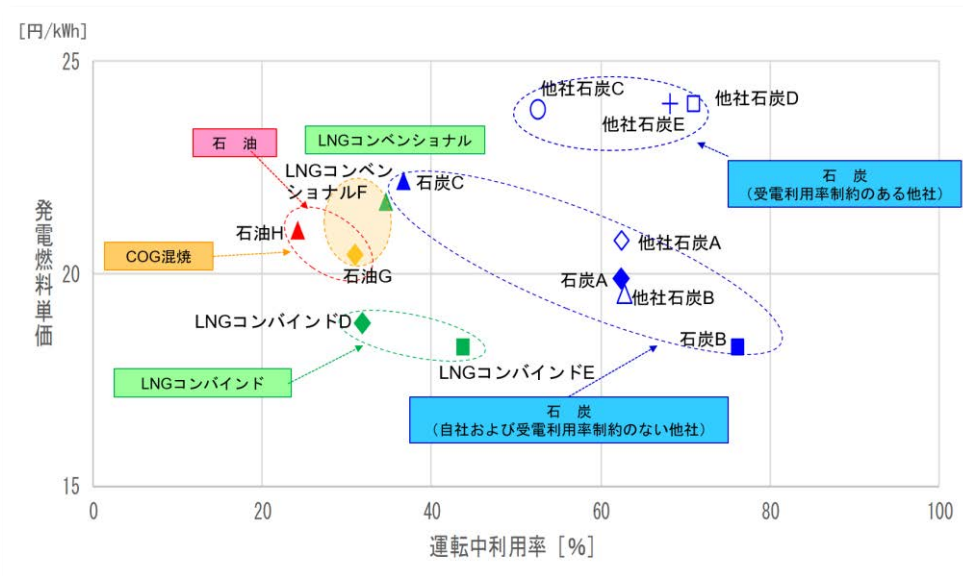 [円/kWh]
25
他社石炭C
他社石炭D
他社石炭E
石　油
LNGコンベンショナル
LNGコンベン
ショナルF
石炭C
石　炭
（受電利用率制約のある他社）
発電燃料単価
石油H
COG混焼
20
石油G
他社石炭A
石炭A
他社石炭B
LNGコンバインドD
石炭B
LNGコンバインドE
LNGコンバインド
石　炭
（自社および受電利用率制約のない他社）
15
0
20
40
60
80
100
運転中利用率［%］